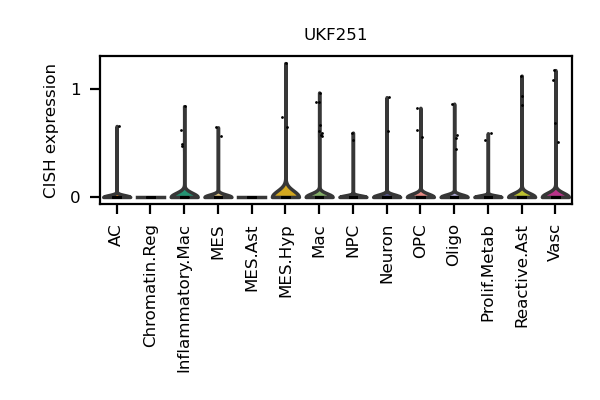 UKF251
CISH expression
1
0
AC
Chromatin.Reg
Inflammatory.Mac
MES
MES.Ast
MES.Hyp
Mac
NPC
Neuron
OPC
Oligo
Prolif.Metab
Reactive.Ast
Vasc